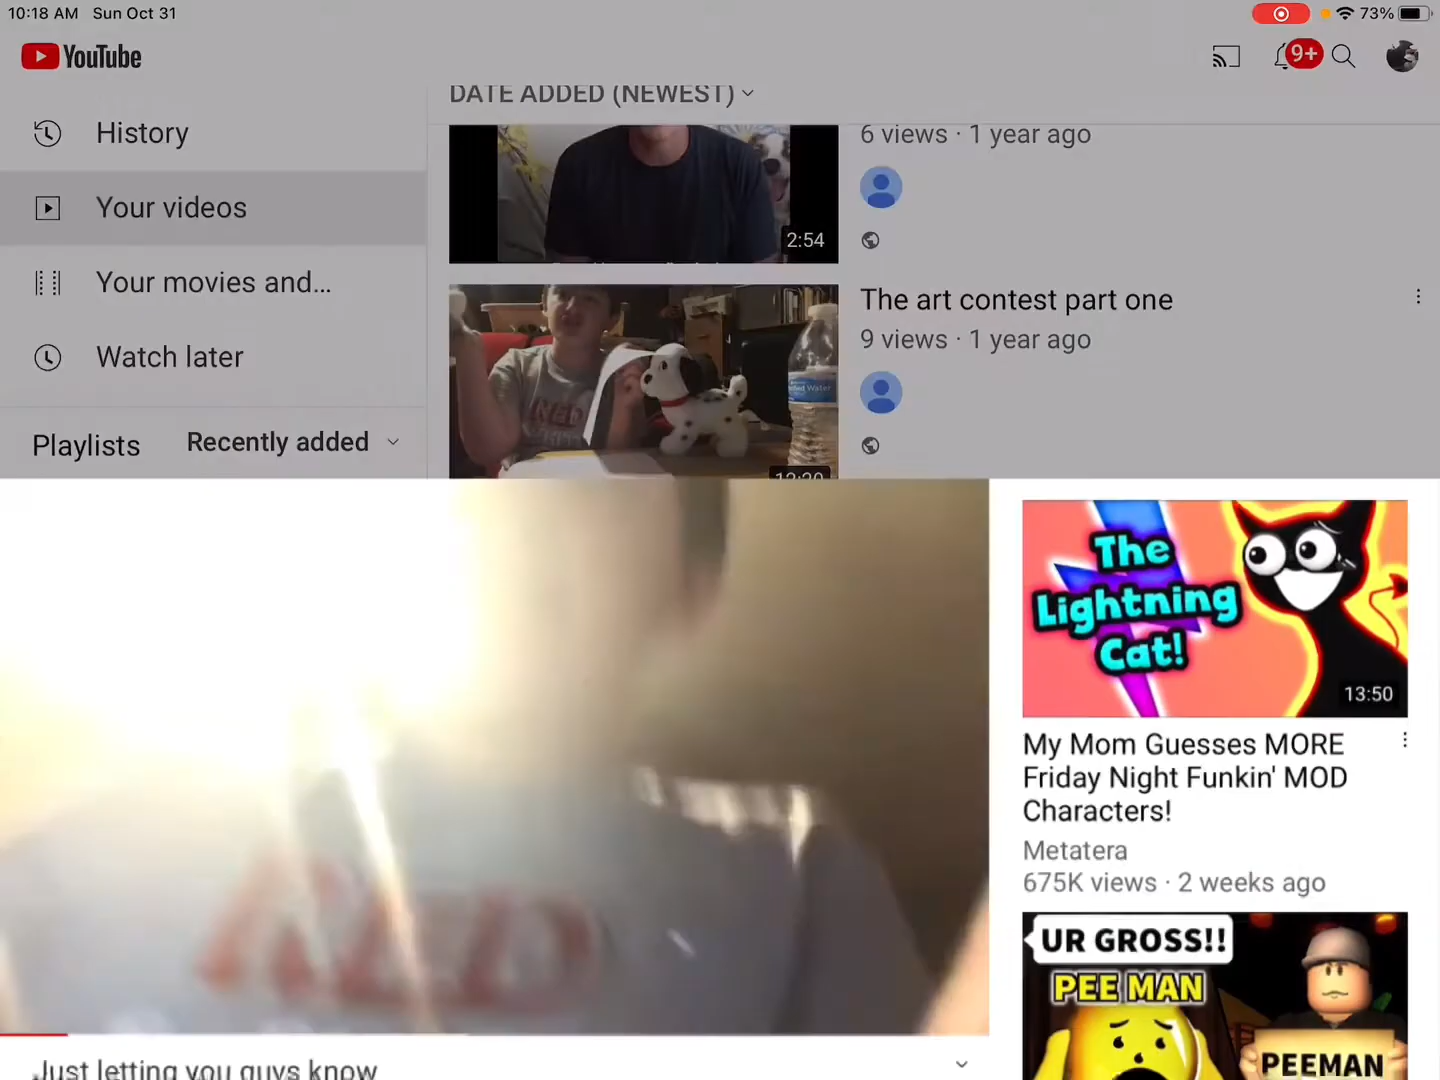 10:18 AM Sun Oct 31
73%
YouTube
9+
DATE ADDED (NEWEST)
History
6 views · 1 year ago
Your videos
2:54
Your movies and...
The art contest part one
9 views · 1 year ago
Watch later
Playlists Recently added
The
Lightning
Cat!
13:50
My Mom Guesses MORE
Friday Night Funkin' MOD
Characters!
Metatera
675K views · 2 weeks ago
UR GROSS!!
PEE MAN
PEEMAN
Just letting you guys know